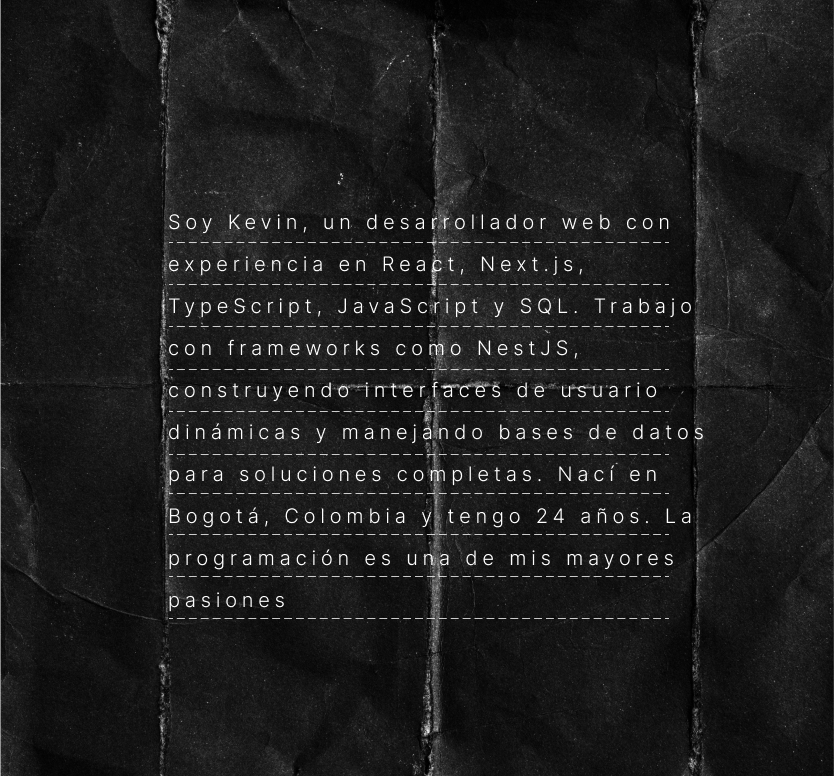 Soy Kevin, un desarrollador web con
experiencia en React, Next.js,
TypeScript, JavaScript y SQL. Trabajo
con frameworks como NestJS,
construyendo interfaces de usuario
dinámicas y manejando bases de datos
para soluciones completas. Nací en
Bogotá, Colombia y tengo 24 años. La
programación es una de mis mayores
pasiones